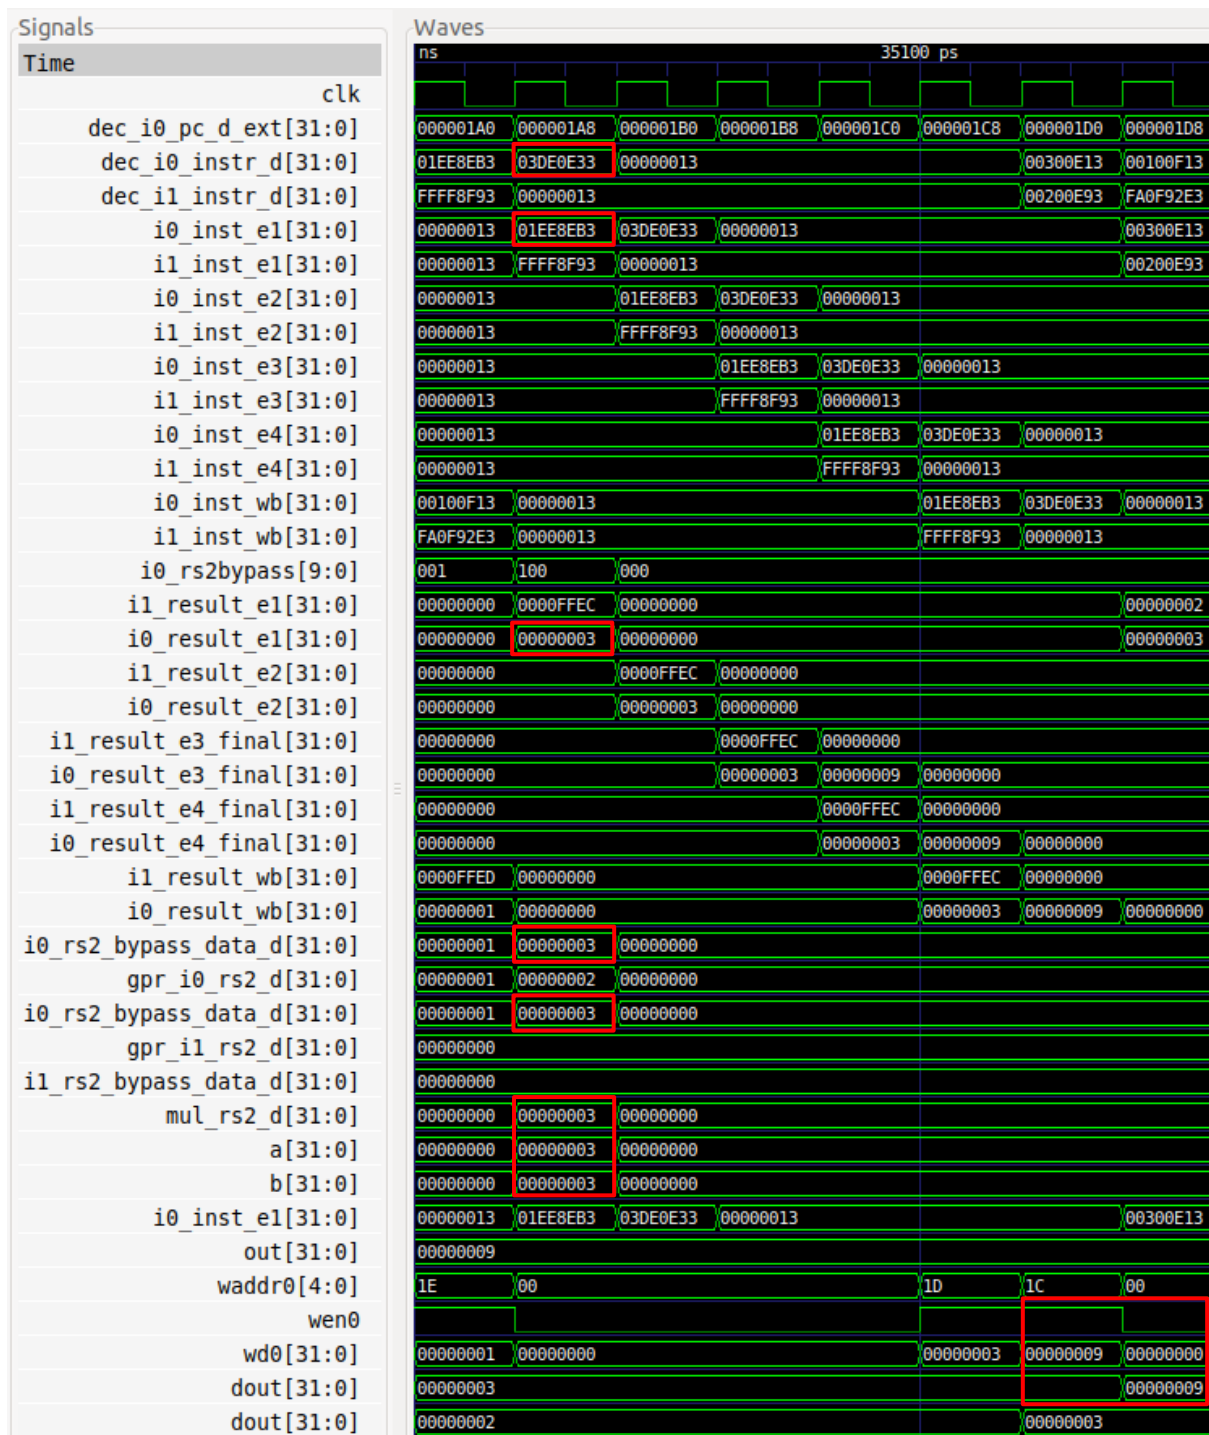 Signals Waves
Time ns 35100 ps
clk
dec_i0_pc_d_ext[31:0] 000001A0 000001A8 000001B0 000001B8 000001C0 000001C8 000001D0 000001D8
dec_i0_instr_d[31:0] 01EE8EB3 03DE0E33 00000013 00300E13 00100F13
dec_i1_instr_d[31:0] FFFF8F93 00000013 00200E93 FA0F92E3
i0_inst_e1[31:0] 00000013 01EE8EB3 03DE0E33 00000013 00300E13
i1_inst_e1[31:0] 00000013 FFFF8F93 00000013 00200E93
i0_inst_e2[31:0] 00000013 01EE8EB3 03DE0E33 00000013
i1_inst_e2[31:0] 00000013 FFFF8F93 00000013
i0_inst_e3[31:0] 00000013 01EE8EB3 03DE0E33 00000013
i1_inst_e3[31:0] 00000013 FFFF8F93 00000013
i0_inst_e4[31:0] 00000013 01EE8EB3 03DE0E33 00000013
i1_inst_e4[31:0] 00000013 FFFF8F93 00000013
i0_inst_wb[31:0] 00100F13 00000013 01EE8EB3 03DE0E33 00000013
i1_inst_wb[31:0] FA0F92E3 00000013 FFFF8F93 00000013
i0_rs2bypass[9:0] 001 100 000
i1_result_e1[31:0] 00000000 0000FFEC 00000000 00000002
i0_result_e1[31:0] 00000000 00000003 00000000 00000003
i1_result_e2[31:0] 00000000 0000FFEC 00000000
i0_result_e2[31:0] 00000000 00000003 00000000
i1_result_e3_final[31:0] 00000000 0000FFEC 00000000
i0_result_e3_final[31:0] 00000000 00000003 00000009 00000000
i1_result_e4_final[31:0] 00000000 0000FFEC 00000000
i0_result_e4_final[31:0] 00000000 00000003 00000009 00000000
i1_result_wb[31:0] 0000FFED 00000000 0000FFEC 00000000
i0_result_wb[31:0] 00000001 00000000 00000003 00000009 00000000
i0_rs2_bypass_data_d[31:0] 00000001 00000003 00000000
gpr_i0_rs2_d[31:0] 00000001 00000002 00000000
i0_rs2_bypass_data_d[31:0] 00000001 00000003 00000000
gpr_i1_rs2_d[31:0] 00000000
i1_rs2_bypass_data_d[31:0] 00000000
mul_rs2_d[31:0] 00000000 00000003 00000000
a[31:0] 00000000 00000003 00000000
b[31:0] 00000000 00000003 00000000
i0_inst_e1[31:0] 00000013 01EE8EB3 03DE0E33 00000013 00300E13
out[31:0] 00000009
waddr0[4:0] 1E 00 1D 1C 00
wen0
wd0[31:0] 00000001 00000000 00000003 00000009 00000000
dout[31:0] 00000003 00000009
dout[31:0] 00000002 00000003